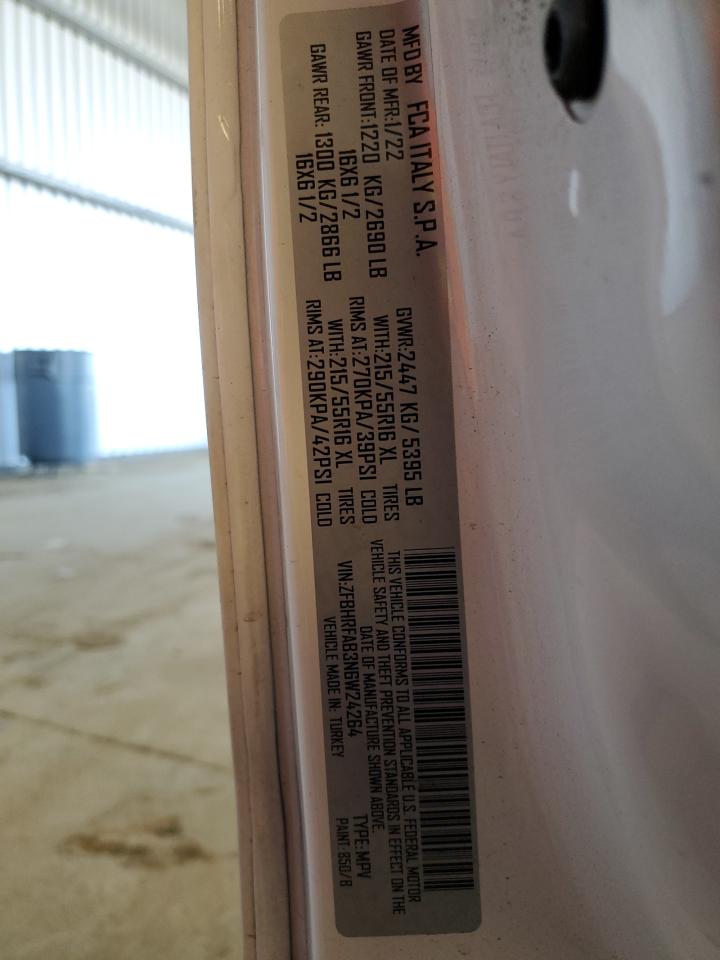 MFD BY FCA ITALY S.P.A.
DATE OF MFR:1/22 GVWR:2447 KG/ 5395 LB
GAWR FRONT:1220 KG/2690 LB WITH:215/55R16 XL TIRES
16X6 1/2 RIMS AT:270KPA/39PSI COLD
GAWR REAR: 1300 KG/2866 LB WITH:215/55R16 XL TIRES
16X6 1/2 RIMS AT:290KPA/42PSI COLD
THIS VEHICLE CONFORMS TO ALL APPLICABLE U.S. FEDERAL MOTOR
VEHICLE SAFETY AND THEFT PREVENTION STANDARDS IN EFFECT ON THE
DATE OF MANUFACTURE SHOWN ABOVE.
VIN:ZFBHRFAB3N6W24264 TYPE:MPV
VEHICLE MADE IN: TURKEY PAINT: 850/B